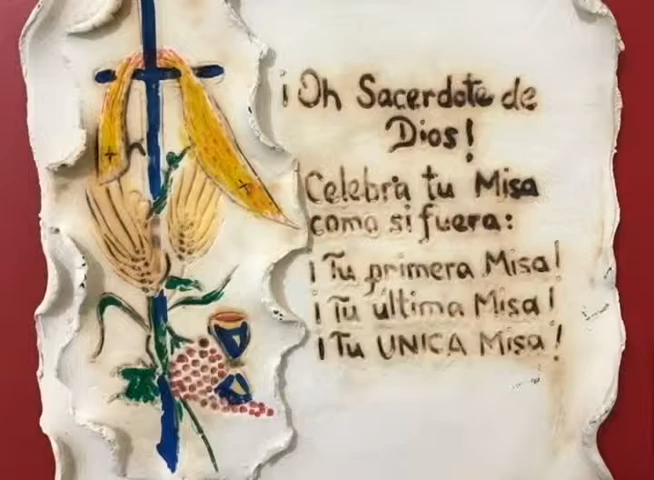 ¡Oh Sacerdote de
Dios!
Celebra tu Misa
como si fuera:
¡Tu primera Misa!
¡Tu última Misa!
¡Tu UNICA Misa!